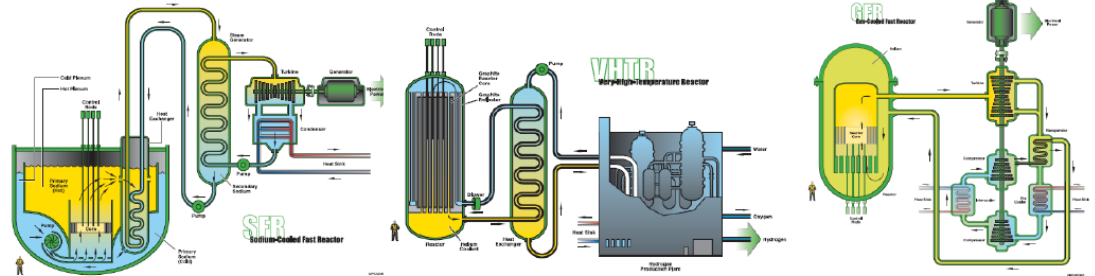 Cold Plenum
Hot Plenum
Control
Rods
Heat
Exchanger
Steam
Generator
Turbine
Generator
Electrical
Power
Condenser
Heat Sink
Pump
Secondary
Sodium
Pump
Primary
Sodium
(Hot)
Pump
Core
Primary
Sodium
(Cold)
SFR
Sodium-Cooled Fast Reactor
Control
Rods
Graphite
Reactor
Core
Graphite
Reflector
Pump
VHTR
Very-High-Temperature Reactor
Blower
Reactor
Helium
Coolant
Heat
Exchanger
Water
Oxygen
Heat Sink
Hydrogen
Hydrogen
Production Plant
GFR
Gas-Cooled Fast Reactor
Generator
Electrical
Power
Helium
Turbine
Reactor
Core
Recuperator
Compressor
Heat Sink
Intercooler
Pre
Cooler
Heat Sink
Reactor
Control
Rods
Compressor